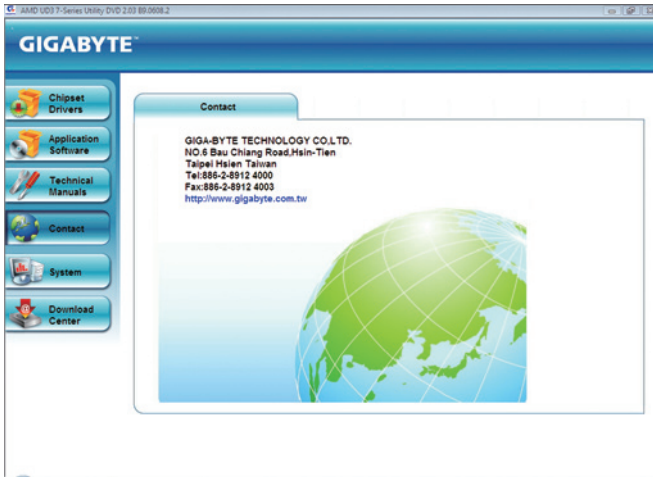 AMD UD3 7-Series Utility DVD 2.03 B9.0608.2
GIGABYTE™
Chipset
Drivers
Application
Software
Technical
Manuals
Contact
System
Download
Center
Contact
GIGA-BYTE TECHNOLOGY CO.,LTD.
NO.6 Bau Chiang Road,Hsin-Tien
Taipei Hsien Taiwan
Tel:886-2-8912 4000
Fax:886-2-8912 4003
http://www.gigabyte.com.tw